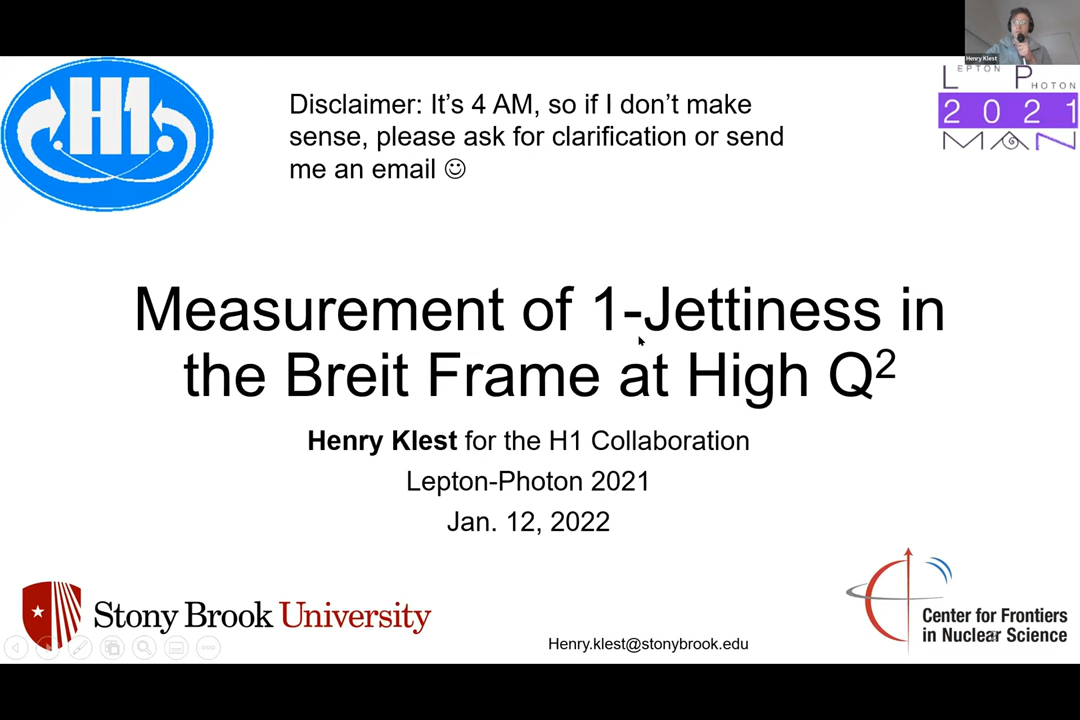 H1
Henry Klest
LEPTON PHOTON
2021
MAN
Disclaimer: It’s 4 AM, so if I don’t make
sense, please ask for clarification or send
me an email ☺
Measurement of 1-Jettiness in
the Breit Frame at High Q²
Henry Klest for the H1 Collaboration
Lepton-Photon 2021
Jan. 12, 2022
Stony Brook University
Henry.klest@stonybrook.edu
Center for Frontiers
in Nuclear Science